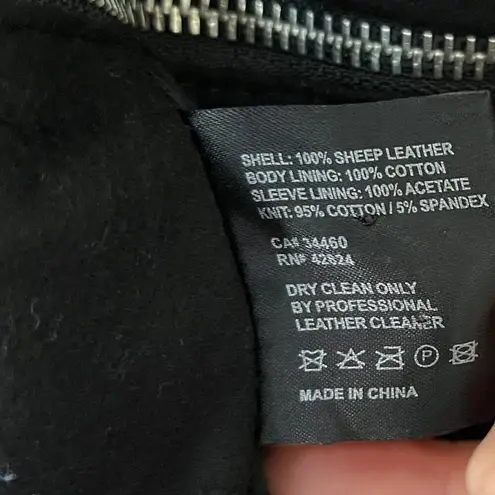 SHELL: 100% SHEEP LEATHER
BODY LINING: 100% COTTON
SLEEVE LINING: 100% ACETATE
KNIT: 95% COTTON / 5% SPANDEX
CA# 34460
RN# 42824
DRY CLEAN ONLY
BY PROFESSIONAL
LEATHER CLEANER
P
MADE IN CHINA